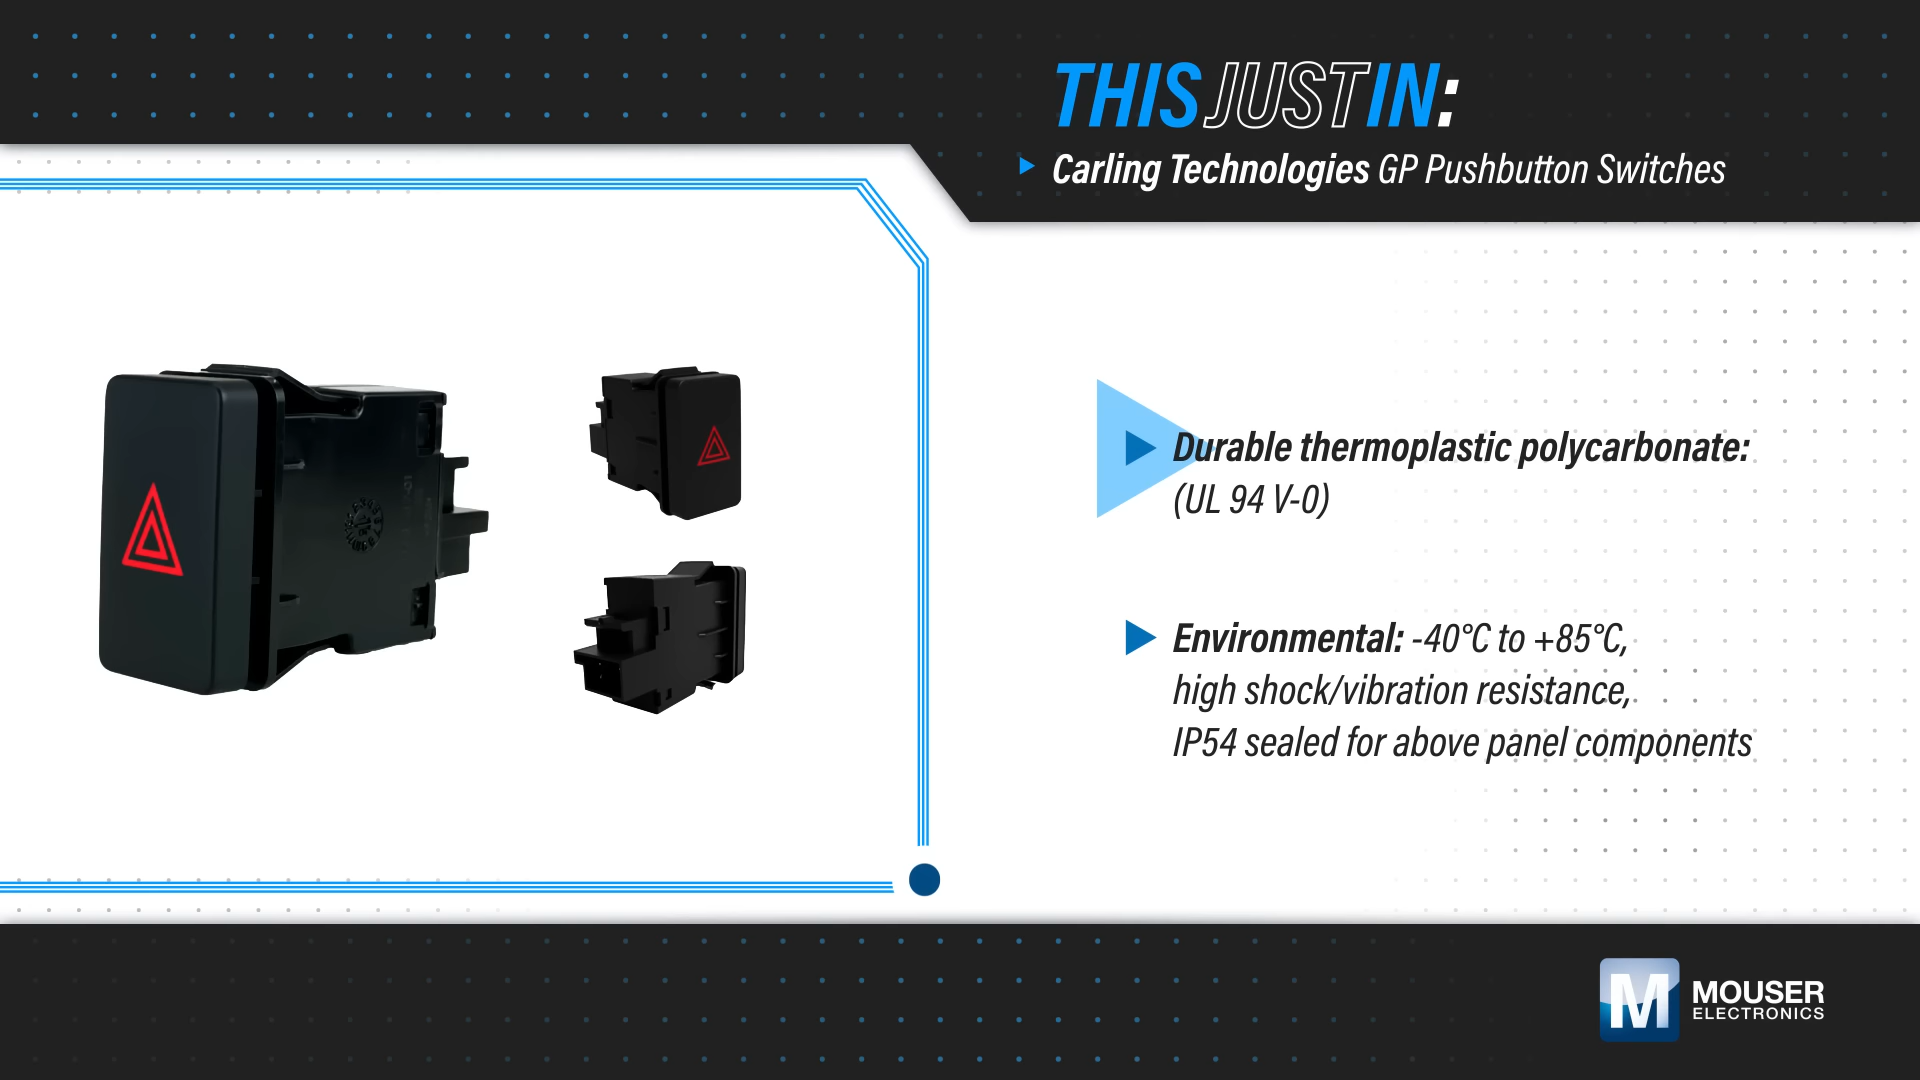 THIS JUST IN:
Carling Technologies GP Pushbutton Switches
Durable thermoplastic polycarbonate:
(UL 94 V-0)
Environmental: -40°C to +85°C,
high shock/vibration resistance,
IP54 sealed for above panel components
M MOUSER
ELECTRONICS